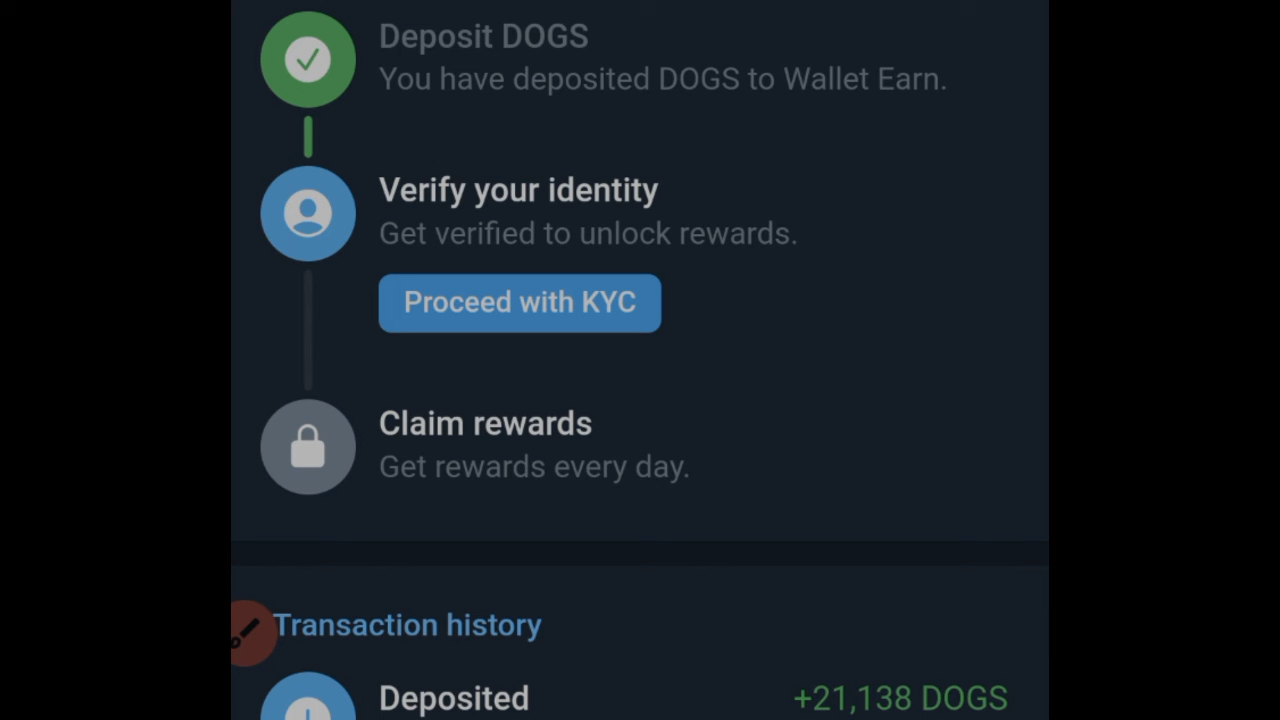 Deposit DOGS
You have deposited DOGS to Wallet Earn.
Verify your identity
Get verified to unlock rewards.
Proceed with KYC
Claim rewards
Get rewards every day.
Transaction history
Deposited +21,138 DOGS